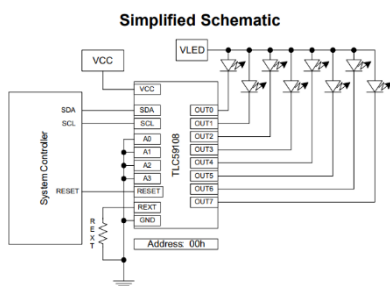 Simplified Schematic
VCC
VLED
System Controller
SDA
SCL
RESET
REXT
VCC
SDA
SCL
A0
A1
A2
A3
RESET
REXT
GND
TLC59108
OUT0
OUT1
OUT2
OUT3
OUT4
OUT5
OUT6
OUT7
Address: 00h